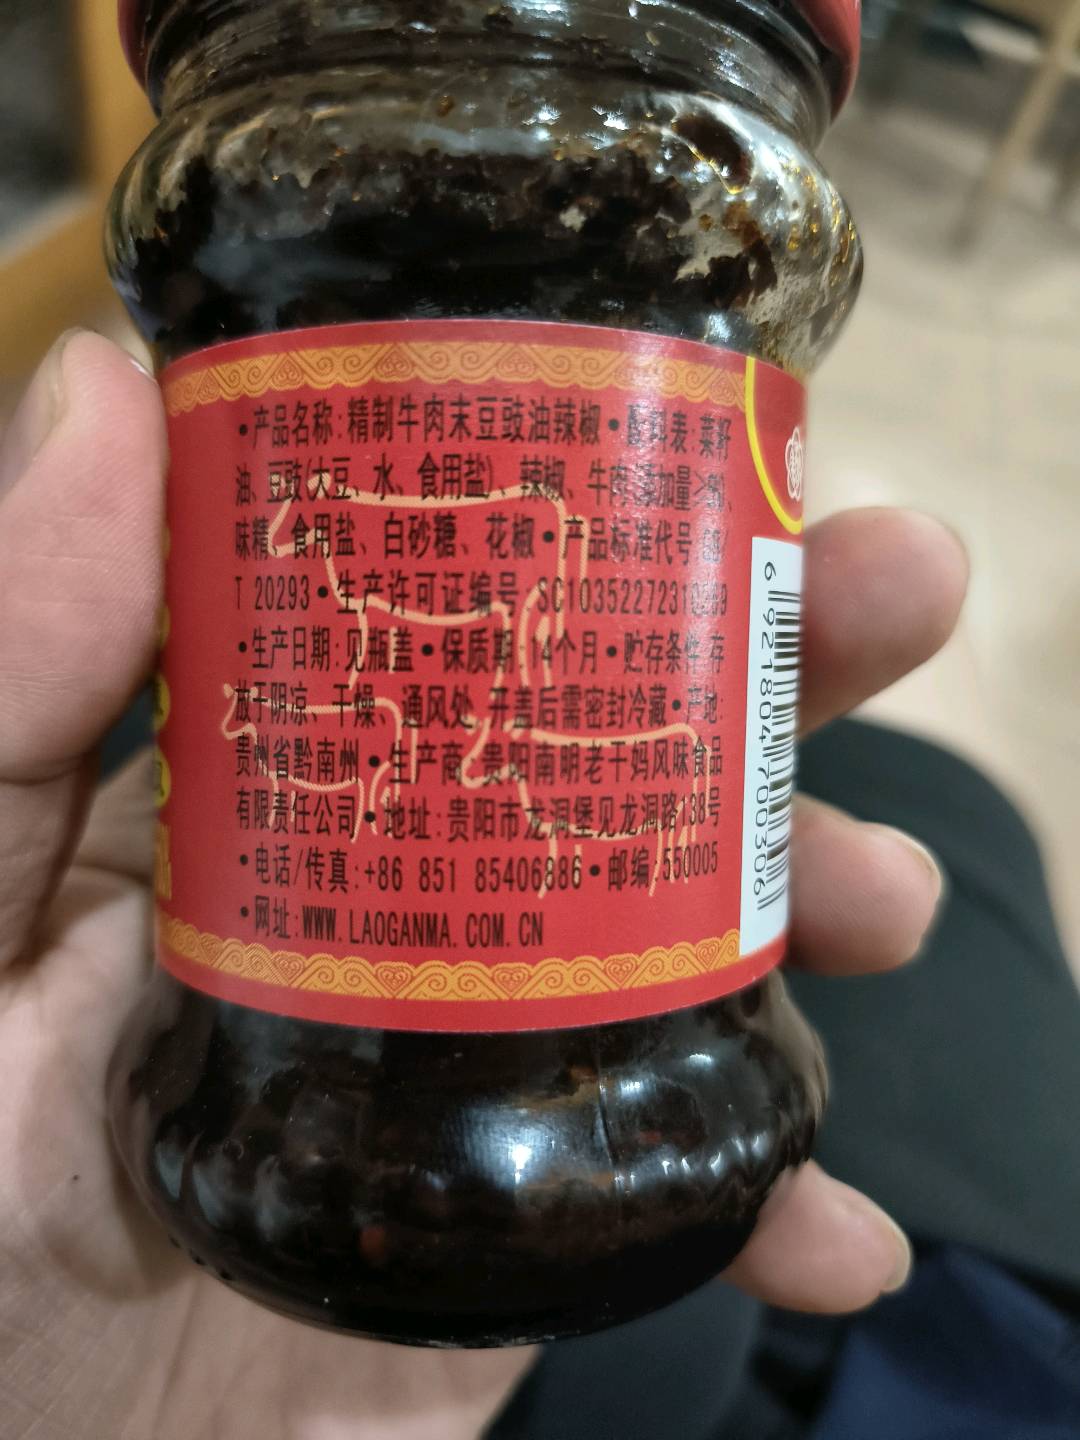 •产品名称:精制牛肉末豆豉油辣椒•配料表:菜籽
油、豆豉(大豆、水、食用盐)、辣椒、牛肉(添加量≥
味精、食用盐、白砂糖、花椒•产品标准代号
T 20293•生产许可证编号
•生产日期:见瓶盖•保质期:14个月•贮存条件:存
放于阴凉、干燥、通风处,开盖后需密封冷藏•产地:
贵州省黔南州•生产商:贵阳南明老干妈风味食品
有限责任公司•地址:贵阳市龙洞堡见龙洞路138号
•电话/传真:+86 851 85406886•邮编:550005
•网址:WWW.LAOGANMA.COM.CN
6 921804 700306